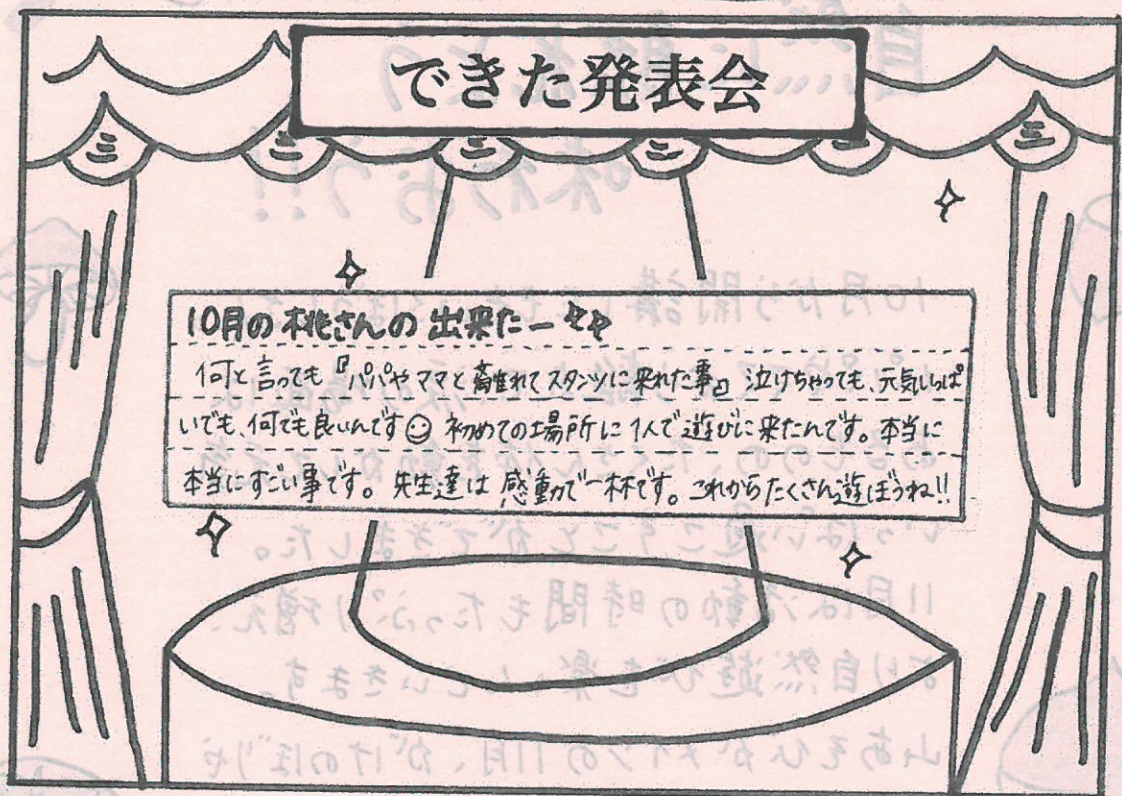 できた発表会
10月の桃さんの出来たー
何と言っても『パパやママと離れてスタンツに来れた事』泣けちゃっても、元気いっぱ
いでも、何でも良いんです☺ 初めての場所に1人で遊びに来たんです。本当に
本当にすごい事です。先生達は感動で一杯です。これからたくさん遊ぼうね!!